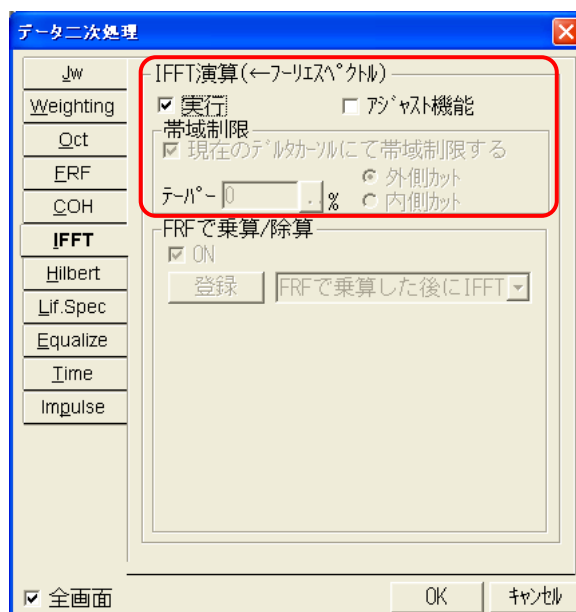 データ二次処理
Jw
Weighting
Oct
FRF
COH
IFFT
Hilbert
Lif.Spec
Equalize
Time
Impulse
IFFT演算(←フーリエスペクトル)
実行 アジャスト機能
帯域制限
現在のデルタカーソルにて帯域制限する
外側カット
テーパー 0 .. %
内側カット
FRFで乗算/除算
ON
登録 FRFで乗算した後にIFFT
全画面 OK キャンセル